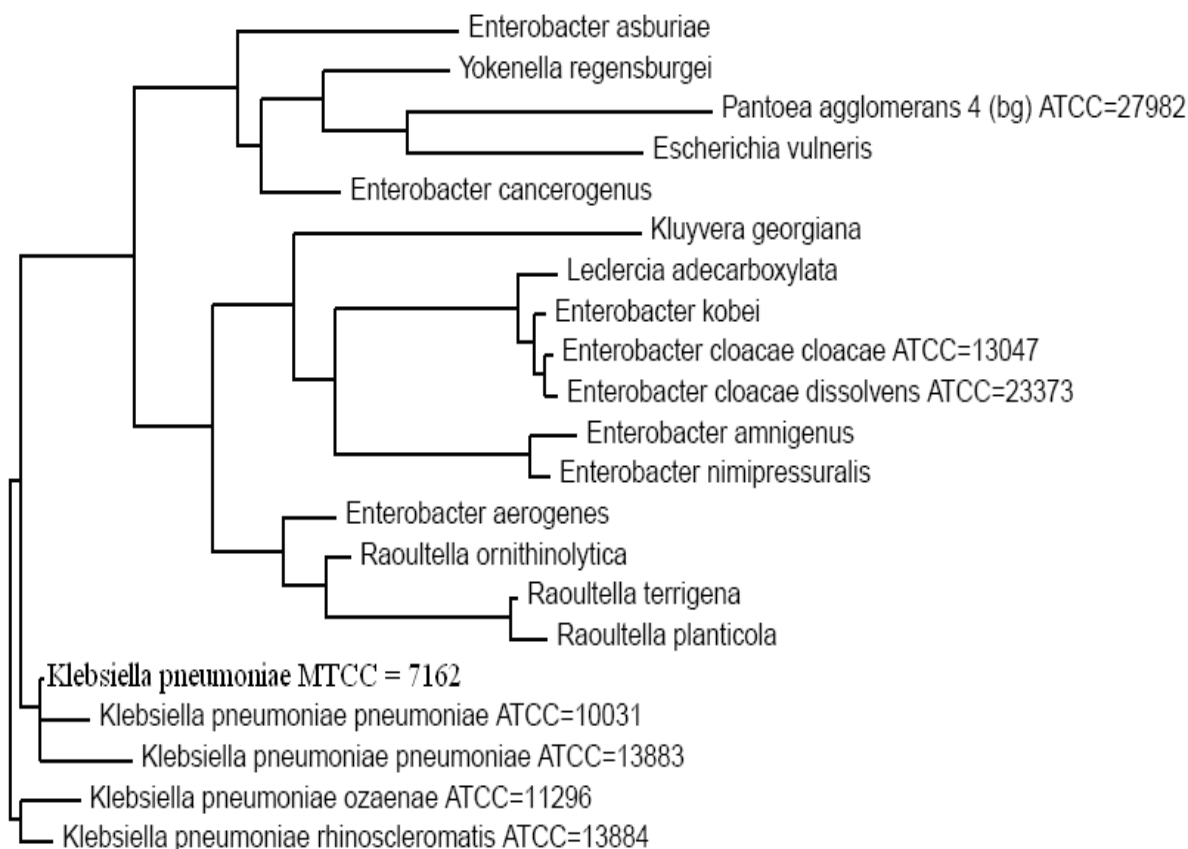 Enterobacter asburiae
Yokenella regensburgei
Pantoea agglomerans 4 (bg) ATCC=27982
Escherichia vulneris
Enterobacter cancerogenus
Kluyvera georgiana
Leclercia adecarboxylata
Enterobacter kobei
Enterobacter cloacae cloacae ATCC=13047
Enterobacter cloacae dissolvens ATCC=23373
Enterobacter amnigenus
Enterobacter nimipressuralis
Enterobacter aerogenes
Raoultella ornithinolytica
Raoultella terrigena
Raoultella planticola
Klebsiella pneumoniae MTCC = 7162
Klebsiella pneumoniae pneumoniae ATCC=10031
Klebsiella pneumoniae pneumoniae ATCC=13883
Klebsiella pneumoniae ozaenae ATCC=11296
Klebsiella pneumoniae rhinoscleromatis ATCC=13884